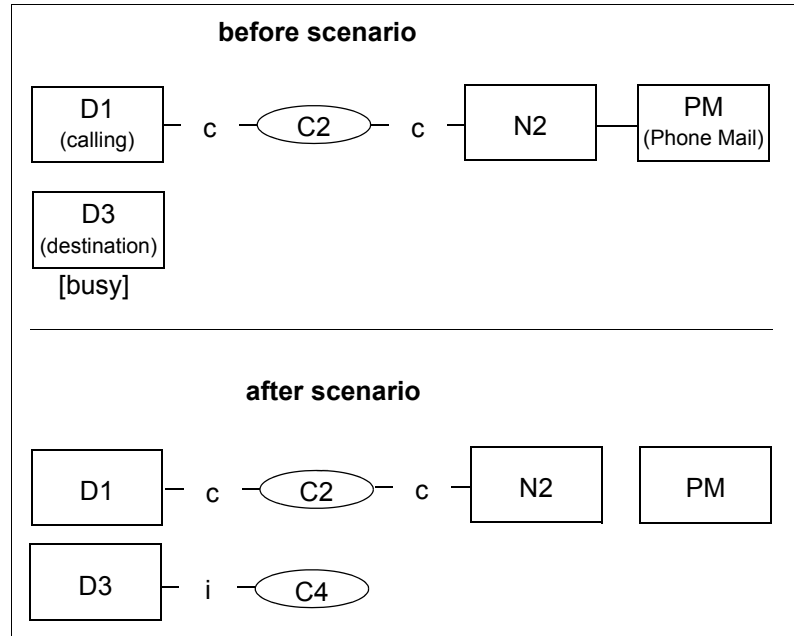 before scenario
D1 c C2 c N2 PM
(calling) (Phone Mail)
D3
(destination)
[busy]
after scenario
D1 c C2 c N2 PM
D3 i C4